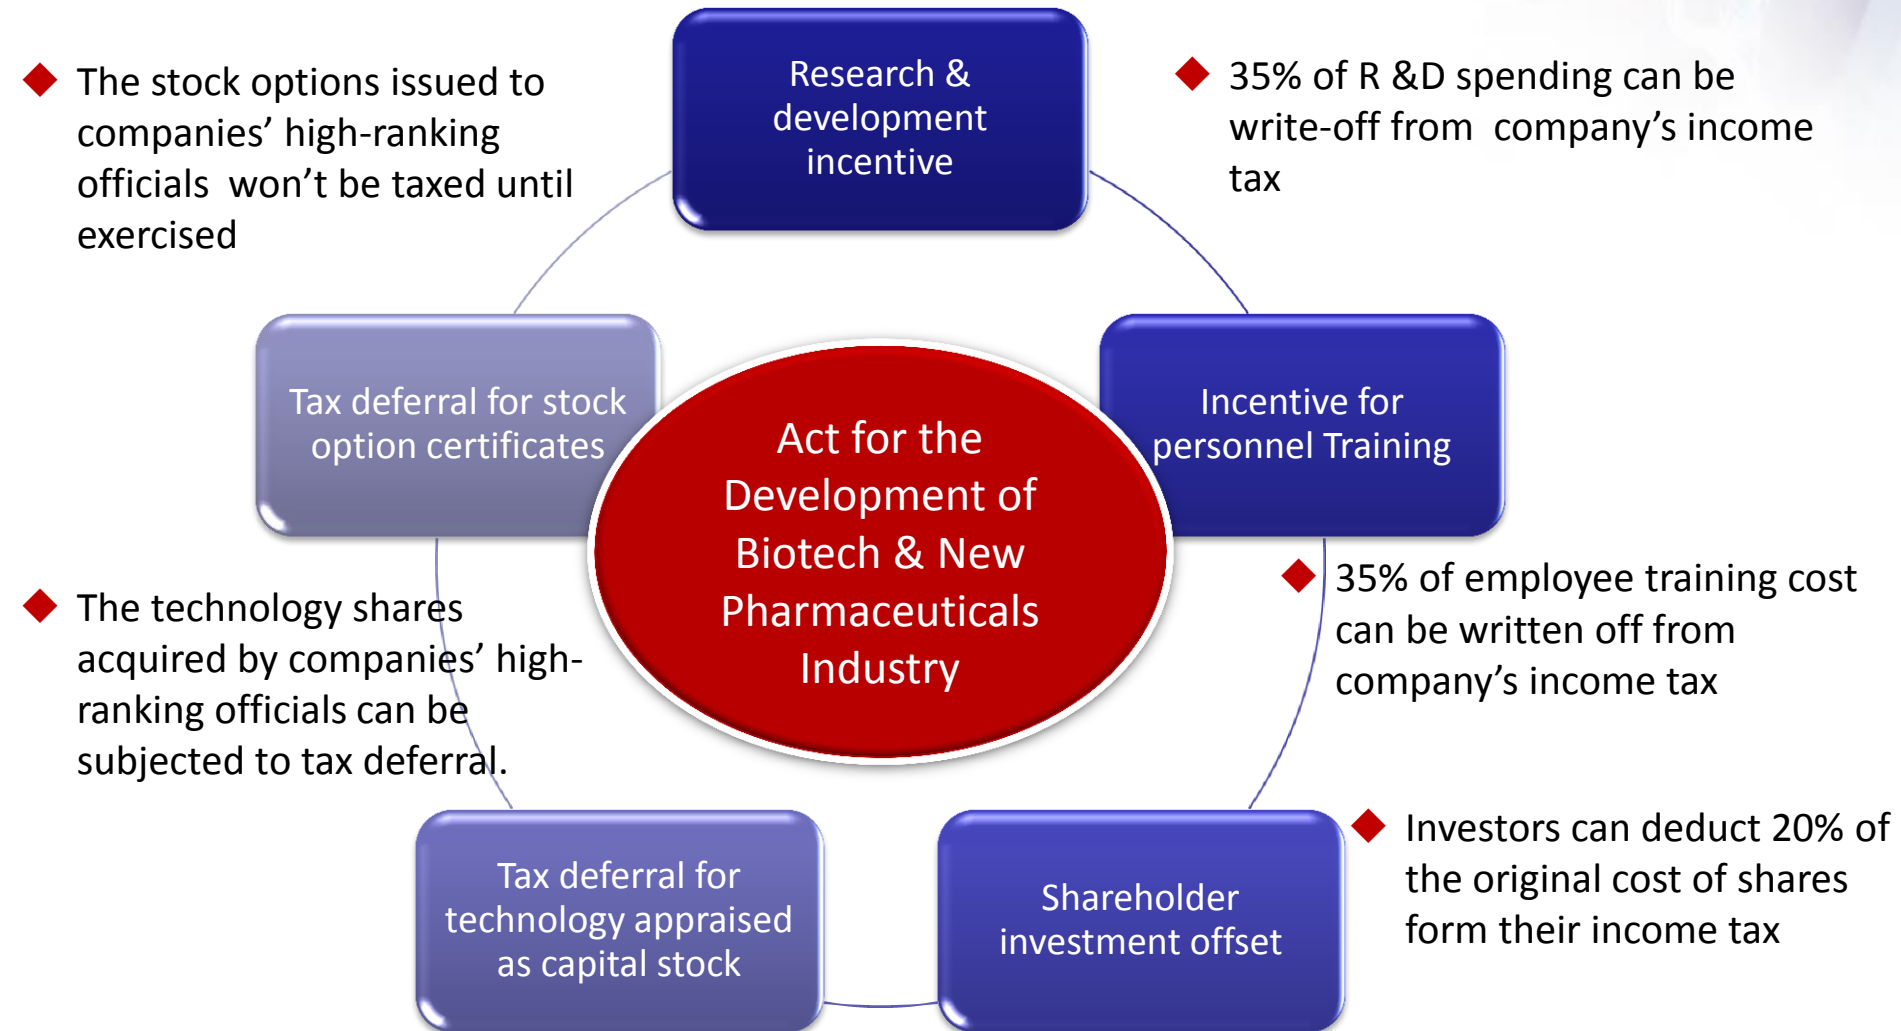 Research &
development
incentive
◆ The stock options issued to
companies’ high-ranking
officials won’t be taxed until
exercised
◆ 35% of R &D spending can be
write-off from company’s income
tax
Tax deferral for stock
option certificates
Act for the
Development of
Biotech & New
Pharmaceuticals
Industry
Incentive for
personnel Training
◆ The technology shares
acquired by companies’ high-
ranking officials can be
subjected to tax deferral.
◆ 35% of employee training cost
can be written off from
company’s income tax
Tax deferral for
technology appraised
as capital stock
Shareholder
investment offset
◆ Investors can deduct 20% of
the original cost of shares
form their income tax